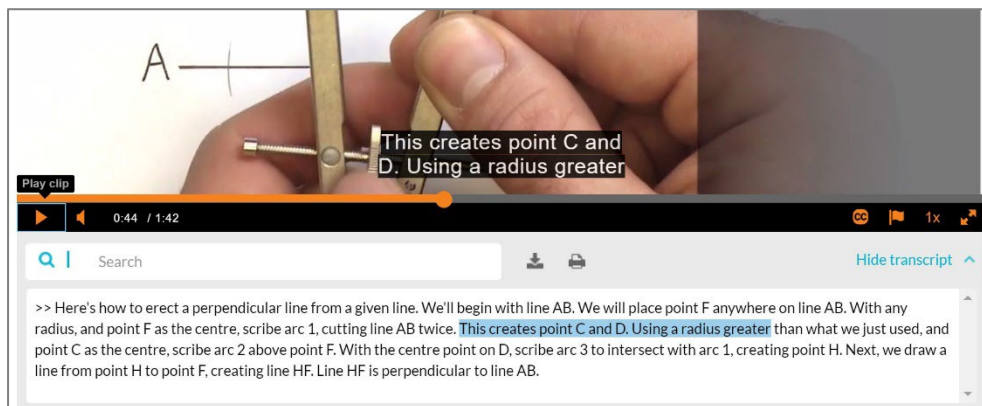 A
This creates point C and
D. Using a radius greater
Play clip
0:44 / 1:42
CC
1x
Search
Hide transcript
>> Here's how to erect a perpendicular line from a given line. We'll begin with line AB. We will place point F anywhere on line AB. With any
radius, and point F as the centre, scribe arc 1, cutting line AB twice. This creates point C and D. Using a radius greater than what we just used, and
point C as the centre, scribe arc 2 above point F. With the centre point on D, scribe arc 3 to intersect with arc 1, creating point H. Next, we draw a
line from point H to point F, creating line HF. Line HF is perpendicular to line AB.